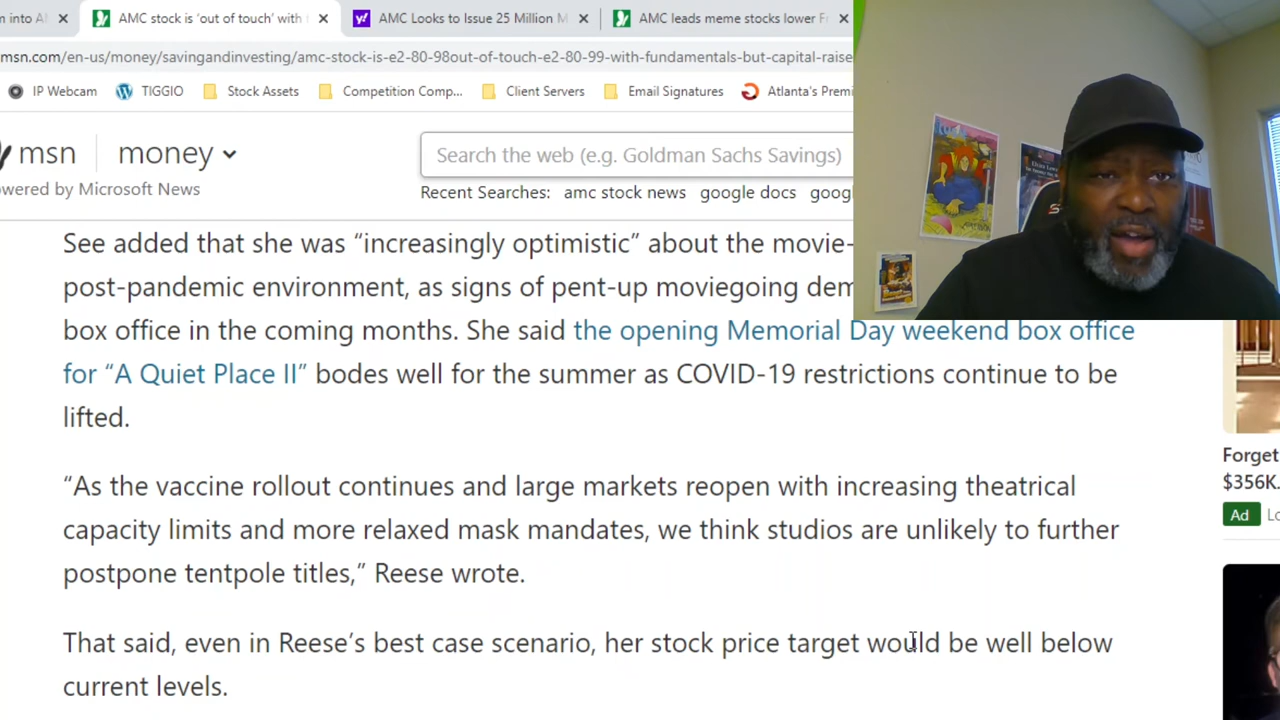 m into A
AMC stock is 'out of touch' with
AMC Looks to Issue 25 Million M
AMC leads meme stocks lower F
msn.com/en-us/money/savingandinvesting/amc-stock-is-e2-80-98out-of-touch-e2-80-99-with-fundamentals-but-capital-raise
IP Webcam
TIGGIO
Stock Assets
Competition Comp...
Client Servers
Email Signatures
Atlanta's Premi
msn
money
Search the web (e.g. Goldman Sachs Savings)
owered by Microsoft News
Recent Searches: amc stock news google docs goog
See added that she was “increasingly optimistic” about the movie-
post-pandemic environment, as signs of pent-up moviegoing dem
box office in the coming months. She said the opening Memorial Day weekend box office
for “A Quiet Place II” bodes well for the summer as COVID-19 restrictions continue to be
lifted.
“As the vaccine rollout continues and large markets reopen with increasing theatrical
capacity limits and more relaxed mask mandates, we think studios are unlikely to further
postpone tentpole titles,” Reese wrote.
That said, even in Reese’s best case scenario, her stock price target would be well below
current levels.
Forget
$356K.
Ad